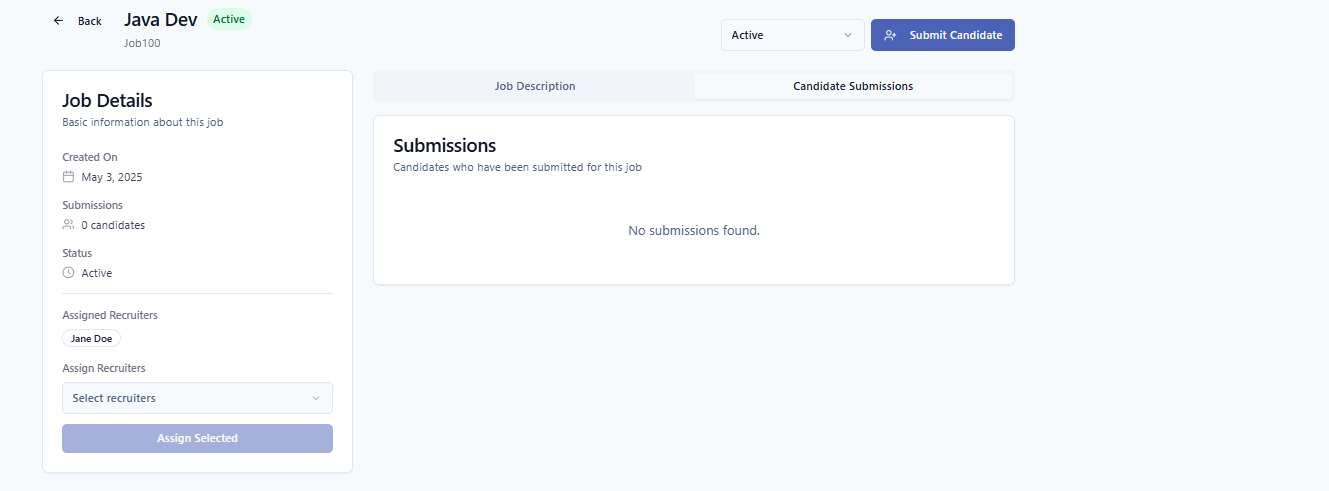 Back
Java Dev
Active
Job100
Active
Submit Candidate
Job Details
Basic information about this job
Created On
May 3, 2025
Submissions
0 candidates
Status
Active
Assigned Recruiters
Jane Doe
Assign Recruiters
Select recruiters
Assign Selected
Job Description
Candidate Submissions
Submissions
Candidates who have been submitted for this job
No submissions found.